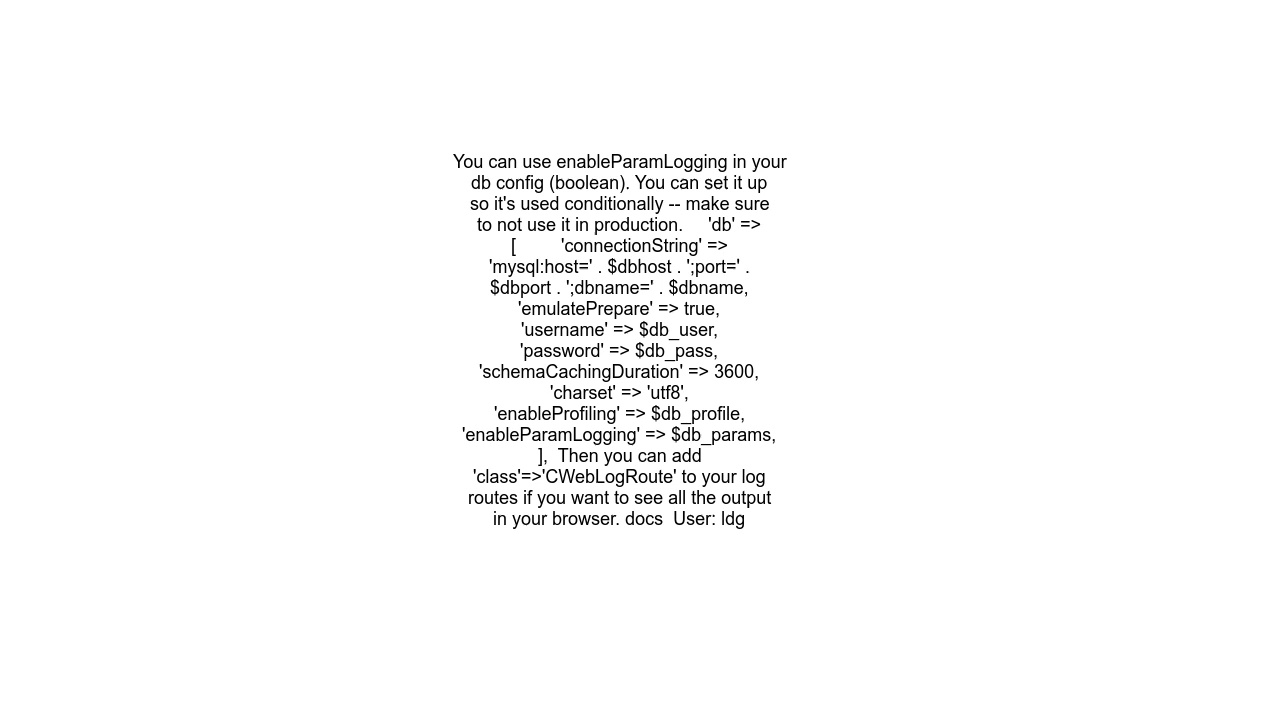 You can use enableParamLogging in your
db config (boolean). You can set it up
so it's used conditionally -- make sure
to not use it in production.     'db' =>
[         'connectionString' =>
'mysql:host=' . $dbhost . ';port=' .
$dbport . ';dbname=' . $dbname,
'emulatePrepare' => true,
'username' => $db_user,
'password' => $db_pass,
'schemaCachingDuration' => 3600,
'charset' => 'utf8',
'enableProfiling' => $db_profile,
'enableParamLogging' => $db_params,
],  Then you can add
'class'=>'CWebLogRoute' to your log
routes if you want to see all the output
in your browser. docs  User: ldg